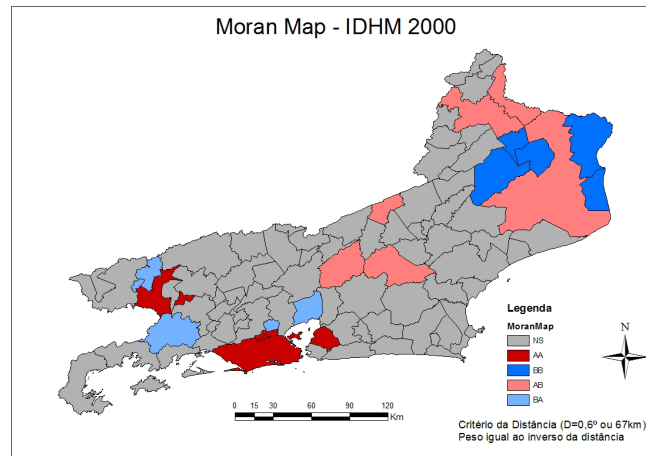 Moran Map - IDHM 2000
Legenda
MoranMap
NS
AA
BB
AB
BA
N
0 15 30 60 90 120
Km
Critério da Distância (D=0,6º ou 67km)
Peso igual ao inverso da distância